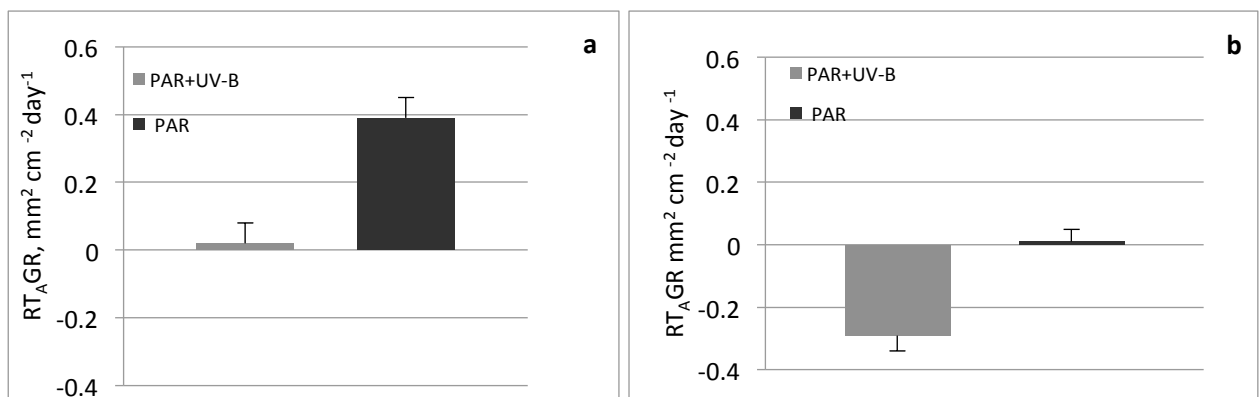 a
0.6
0.4
0.2
0
-0.2
-0.4
RT_AGR, mm² cm ⁻² day⁻¹
PAR+UV-B
PAR
b
0.6
0.4
0.2
0
-0.2
-0.4
RT_AGR mm² cm ⁻² day ⁻¹
PAR+UV-B
PAR